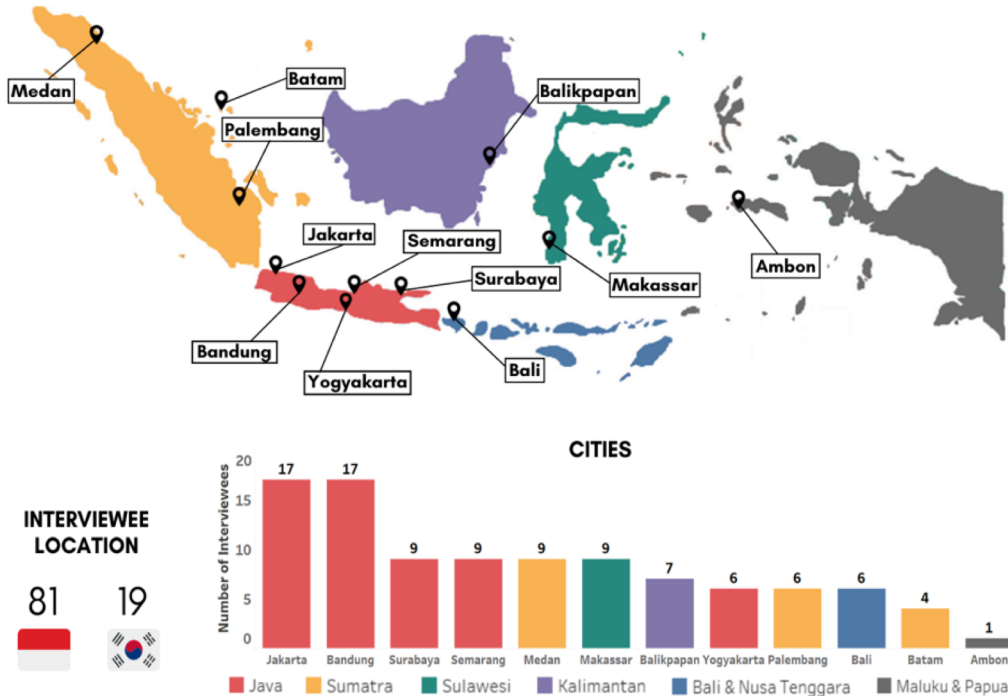 Medan
Batam
Balikpapan
Palembang
Jakarta
Semarang
Surabaya
Makassar
Ambon
Bandung
Yogyakarta
Bali
CITIES
INTERVIEWEE
LOCATION
81 19
Number of Interviewees
20
15
10
5
0
17 17 9 9 9 9 7 6 6 6 4 1
Jakarta Bandung Surabaya Semarang Medan Makassar Balikpapan Yogyakarta Palembang Bali Batam Ambon
Java Sumatra Sulawesi Kalimantan Bali & Nusa Tenggara Maluku & Papua